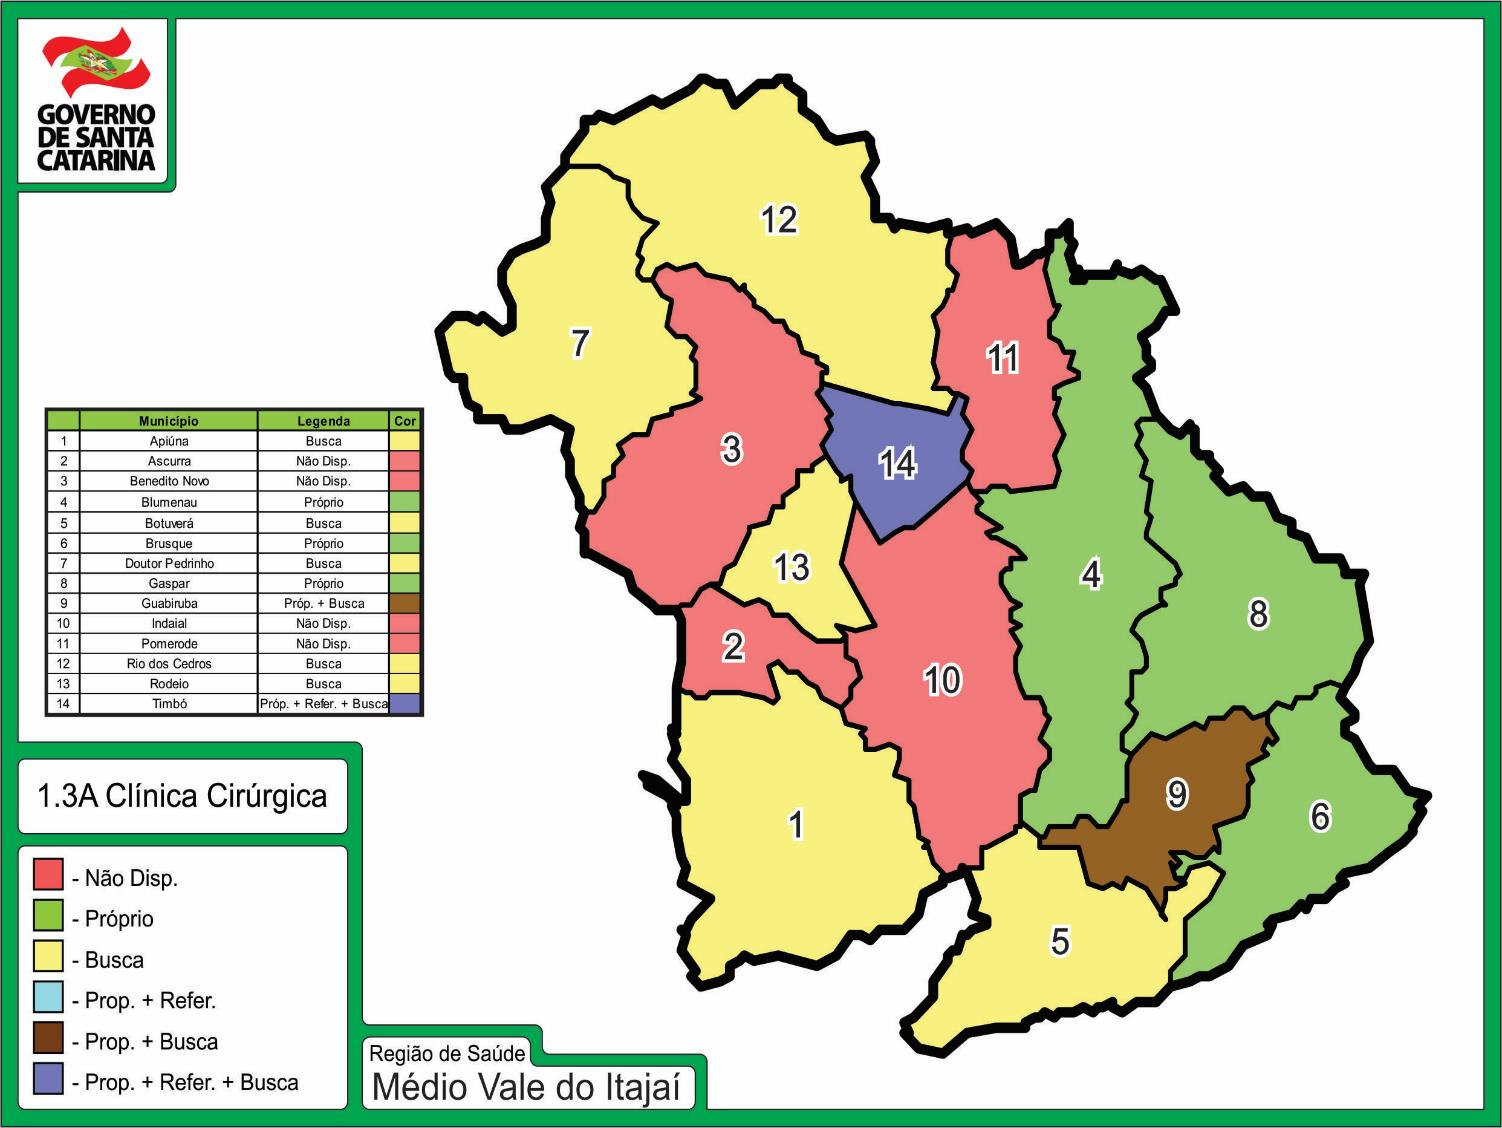 GOVERNO
DE SANTA
CATARINA
12
7
11
3
14
13
4
8
2
10
9
1
6
5
Município Legenda Cor
1 Apiúna Busca
2 Ascurra Não Disp.
3 Benedito Novo Não Disp.
4 Blumenau Próprio
5 Botuverá Busca
6 Brusque Próprio
7 Doutor Pedrinho Busca
8 Gaspar Próprio
9 Guabiruba Próp. + Busca
10 Indaial Não Disp.
11 Pomerode Não Disp.
12 Rio dos Cedros Busca
13 Rodeio Busca
14 Timbó Próp. + Refer. + Busca
1.3A Clínica Cirúrgica
- Não Disp.
- Próprio
- Busca
- Prop. + Refer.
- Prop. + Busca
- Prop. + Refer. + Busca
Região de Saúde
Médio Vale do Itajaí